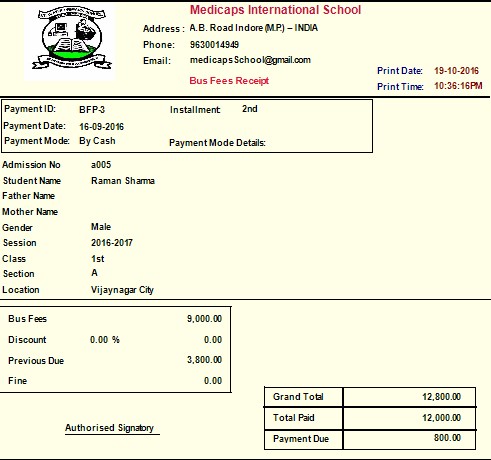 Medicaps International School
Address : A.B. Road Indore (M.P.) – INDIA
Phone: 9630014949
Email: medicapsSchool@gmail.com
Bus Fees Receipt
Print Date: 19-10-2016
Print Time: 10:36:16PM
Payment ID: BFP-3 Installment: 2nd
Payment Date: 16-09-2016
Payment Mode: By Cash Payment Mode Details:
Admission No a005
Student Name Raman Sharma
Father Name
Mother Name
Gender Male
Session 2016-2017
Class 1st
Section A
Location Vijaynagar City
Bus Fees 9,000.00
Discount 0.00 % 0.00
Previous Due 3,800.00
Fine 0.00
Grand Total 12,800.00
Total Paid 12,000.00
Payment Due 800.00
Authorised Signatory